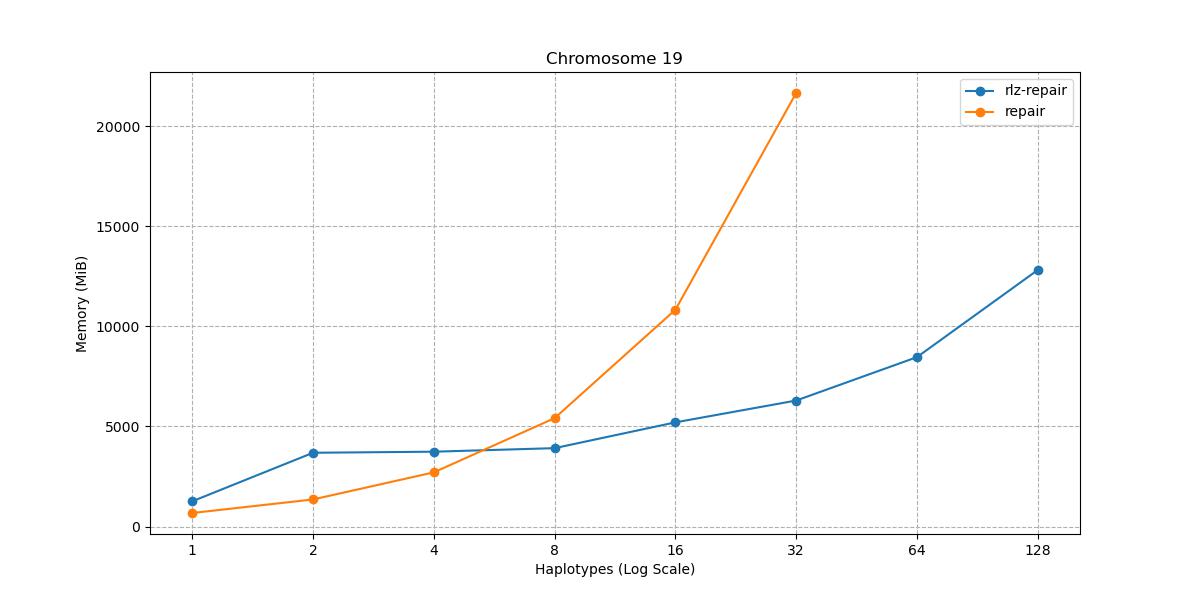 Chromosome 19
rlz-repair
repair
20000
15000
10000
5000
0
Memory (MiB)
1 2 4 8 16 32 64 128
Haplotypes (Log Scale)